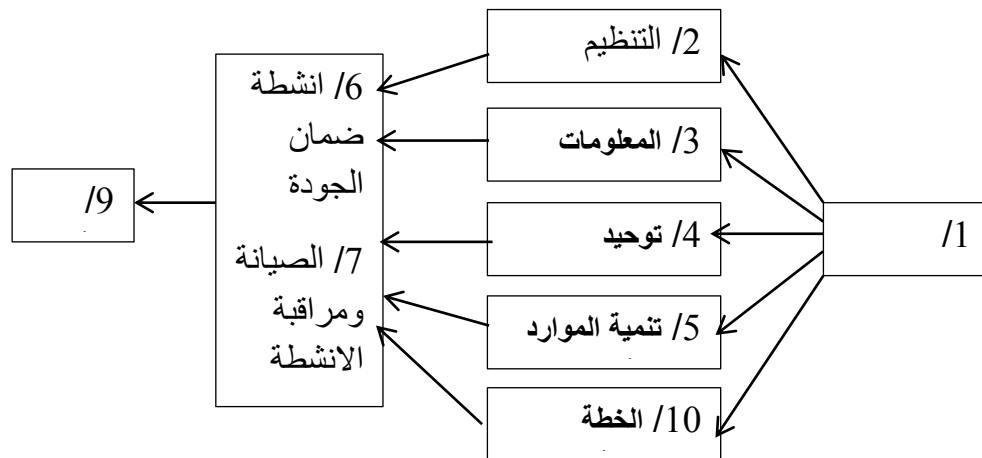 1/
2/ التنظيم
3/ المعلومات
4/ توحيد
5/ تنمية الموارد
10/ الخطة
6/ انشطة
ضمان
الجودة
7/ الصيانة
ومراقبة
الانشطة
9/